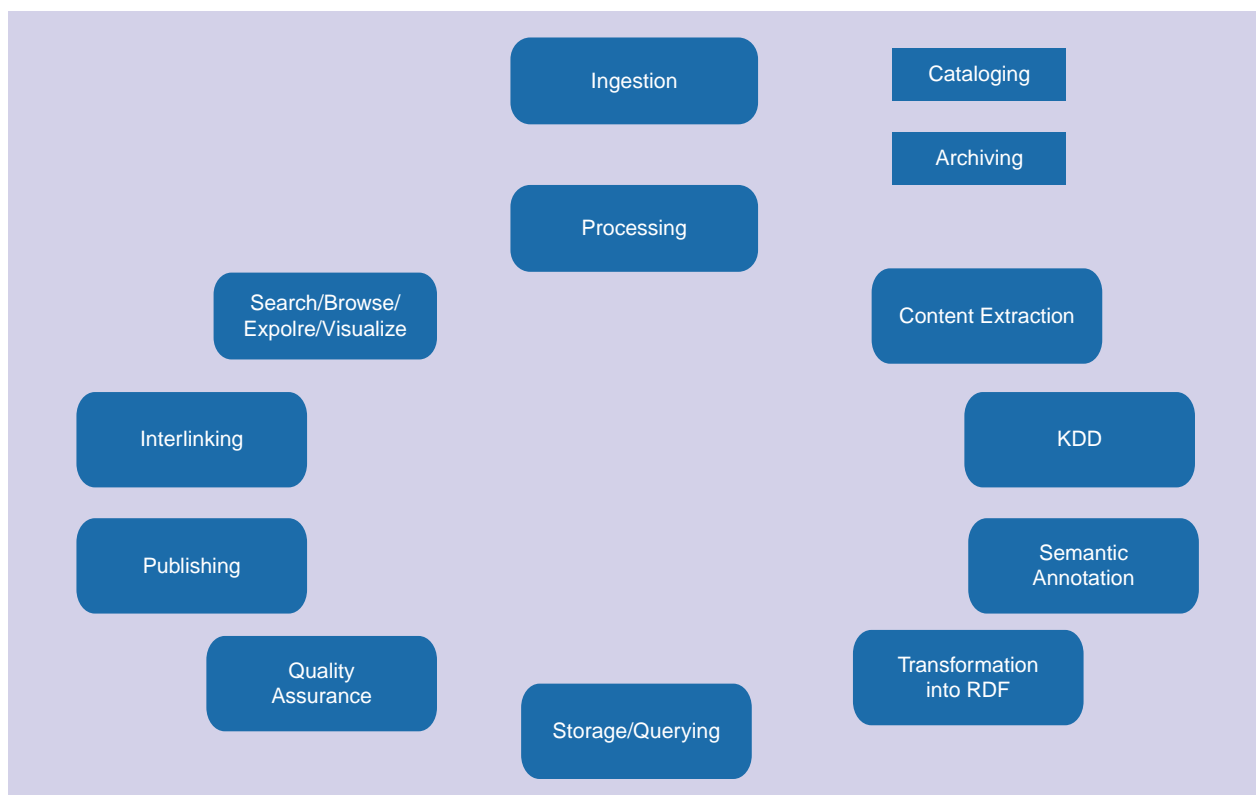 Ingestion
Cataloging
Archiving
Processing
Search/Browse/
Expolre/Visualize
Content Extraction
Interlinking
KDD
Publishing
Semantic
Annotation
Quality
Assurance
Transformation
into RDF
Storage/Querying